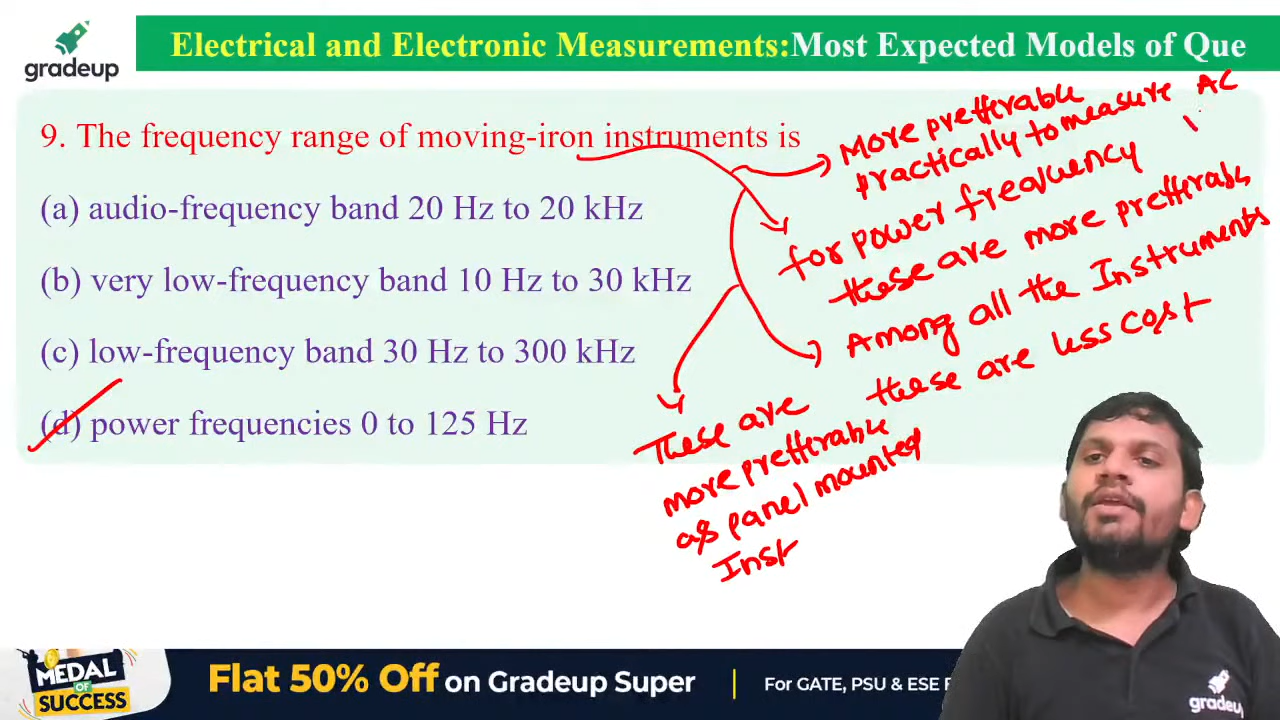 gradeup
Electrical and Electronic Measurements:Most Expected Models of Que
9. The frequency range of moving-iron instruments is
(a) audio-frequency band 20 Hz to 20 kHz
(b) very low-frequency band 10 Hz to 30 kHz
(c) low-frequency band 30 Hz to 300 kHz
(d) power frequencies 0 to 125 Hz
More prefferable
practically to measure AC
for power frequency
these are more prefferable
Among all the Instruments
these are less cost
These are
more prefferable
as panel mounted
Inst
MEDAL
OF
SUCCESS
Flat 50% Off on Gradeup Super
For GATE, PSU & ESE
gradeup